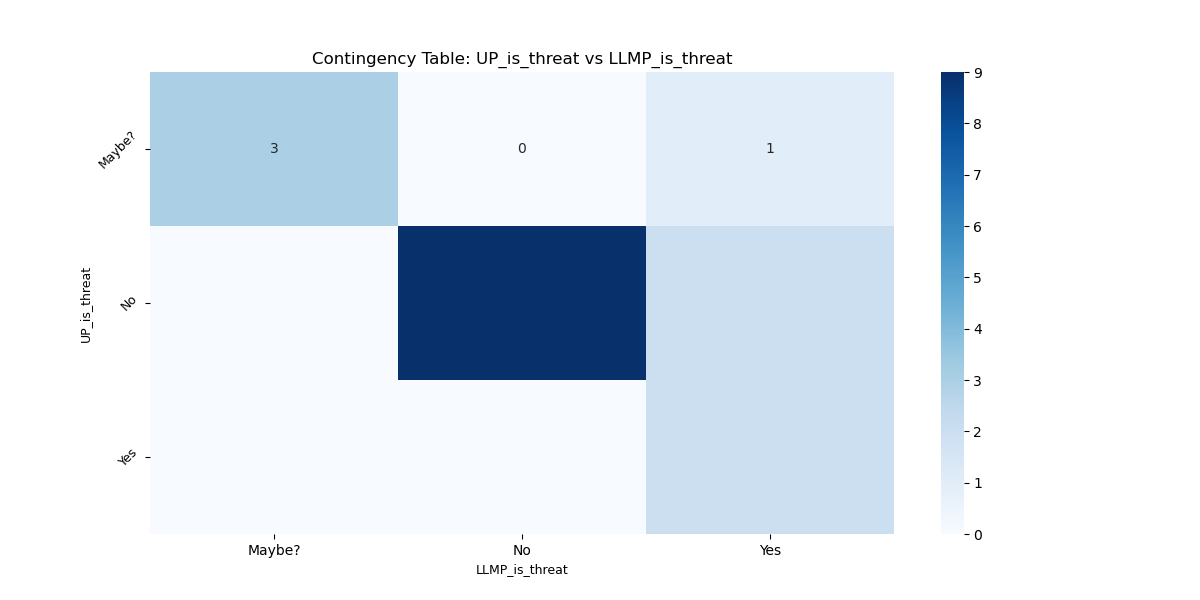 Contingency Table: UP_is_threat vs LLMP_is_threat
Maybe?
3 0 1
No
Yes
UP_is_threat
Maybe? No Yes
LLMP_is_threat
9
8
7
6
5
4
3
2
1
0